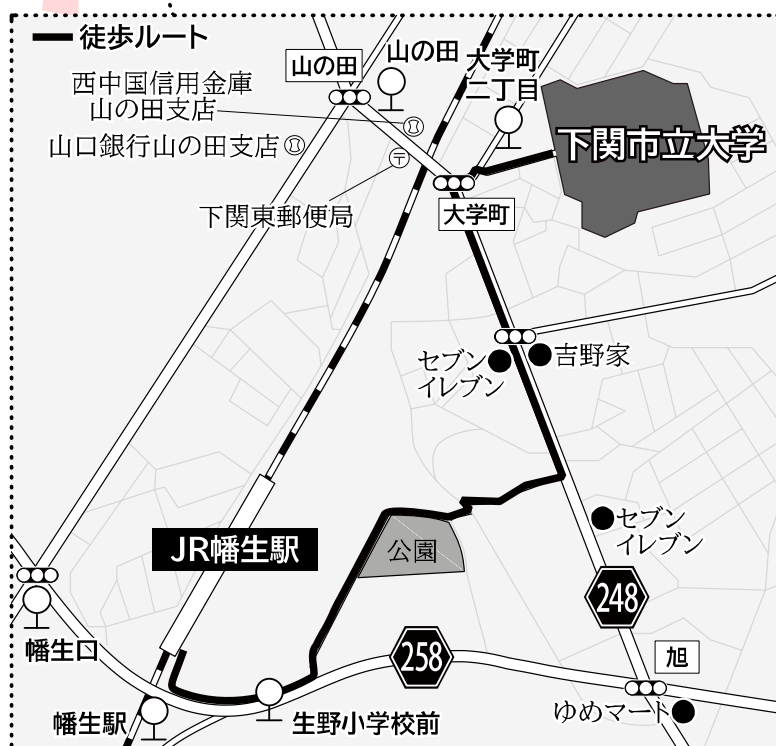 徒歩ルート
山の田
山の田
大学町
二丁目
西中国信用金庫
山の田支店
山口銀行山の田支店
〒
下関市立大学
下関東郵便局
大学町
セブン
イレブン
吉野家
JR幡生駅
公園
セブン
イレブン
248
幡生口
258
旭
幡生駅
生野小学校前
ゆめマート